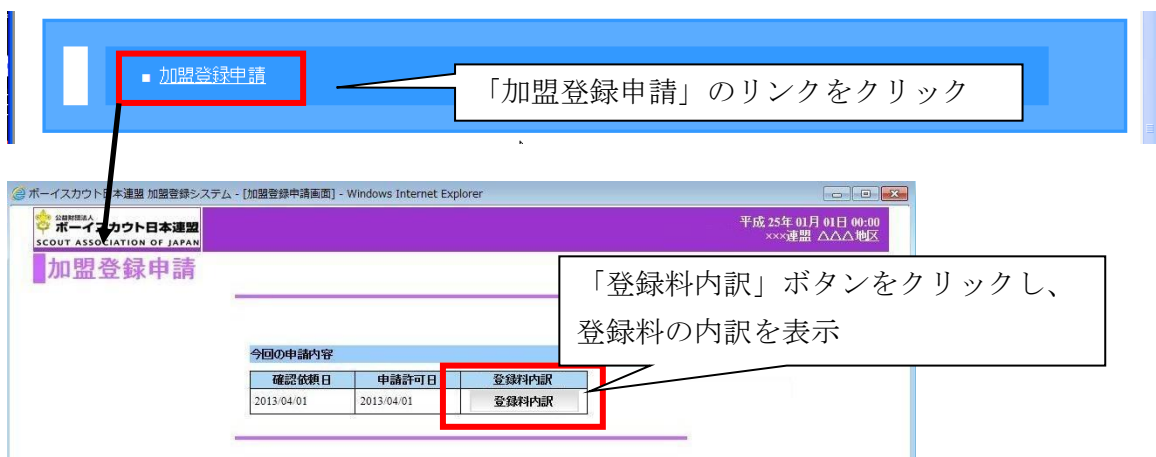 ■ 加盟登録申請
「加盟登録申請」のリンクをクリック
ボーイスカウト日本連盟 加盟登録システム - [加盟登録申請画面] - Windows Internet Explorer
公益財団法人
ボーイスカウト日本連盟
SCOUT ASSOCIATION OF JAPAN
平成 25年 01月 01日 00:00
×××連盟 △△△地区
加盟登録申請
「登録料内訳」ボタンをクリックし、
登録料の内訳を表示
今回の申請内容
確認依頼日 申請許可日 登録料内訳
2013/04/01 2013/04/01 登録料内訳